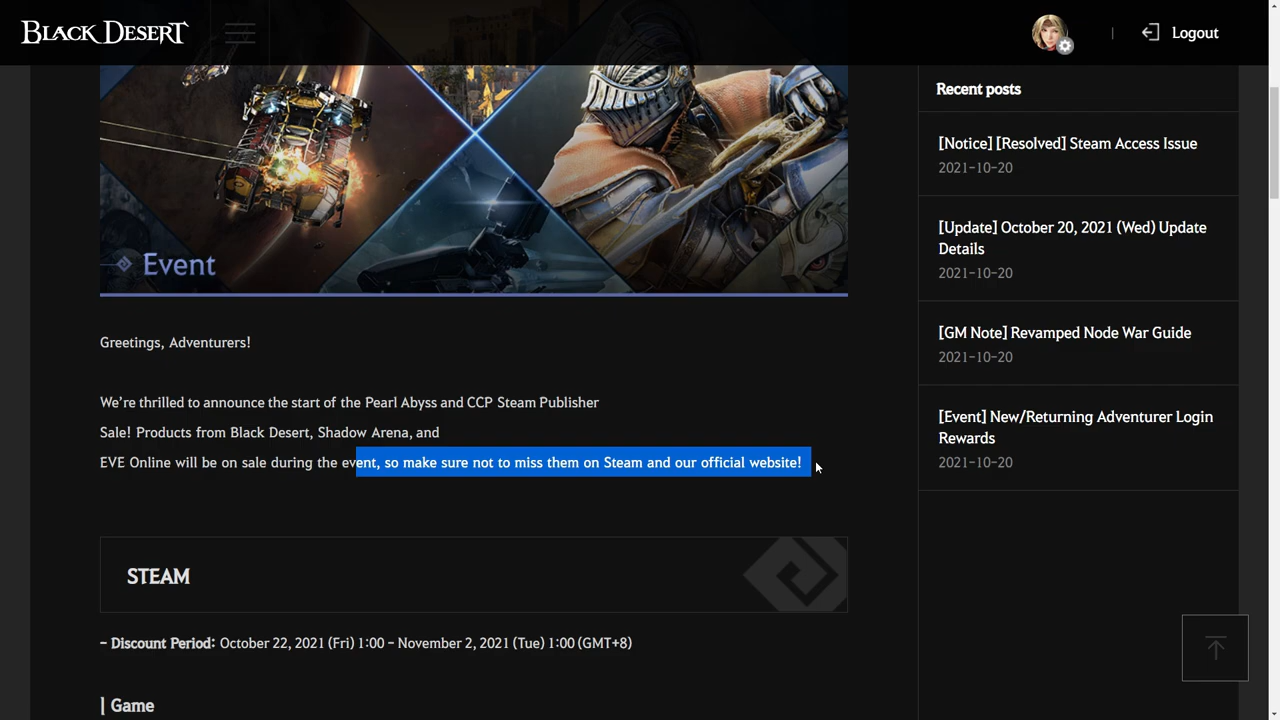 BLACK DESERT
Logout
Event
Greetings, Adventurers!
We're thrilled to announce the start of the Pearl Abyss and CCP Steam Publisher
Sale! Products from Black Desert, Shadow Arena, and
EVE Online will be on sale during the event, so make sure not to miss them on Steam and our official website!
STEAM
- Discount Period: October 22, 2021 (Fri) 1:00 - November 2, 2021 (Tue) 1:00 (GMT+8)
| Game
Recent posts
[Notice] [Resolved] Steam Access Issue
2021-10-20
[Update] October 20, 2021 (Wed) Update
Details
2021-10-20
[GM Note] Revamped Node War Guide
2021-10-20
[Event] New/Returning Adventurer Login
Rewards
2021-10-20